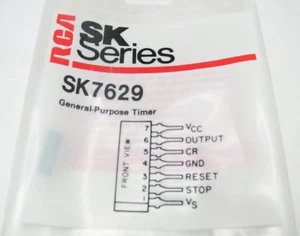 RCA
SK
Series
SK7629
General-Purpose Timer
FRONT VIEW
7 VCC
6 OUTPUT
5 CR
4 GND
3 RESET
2 STOP
1 VS